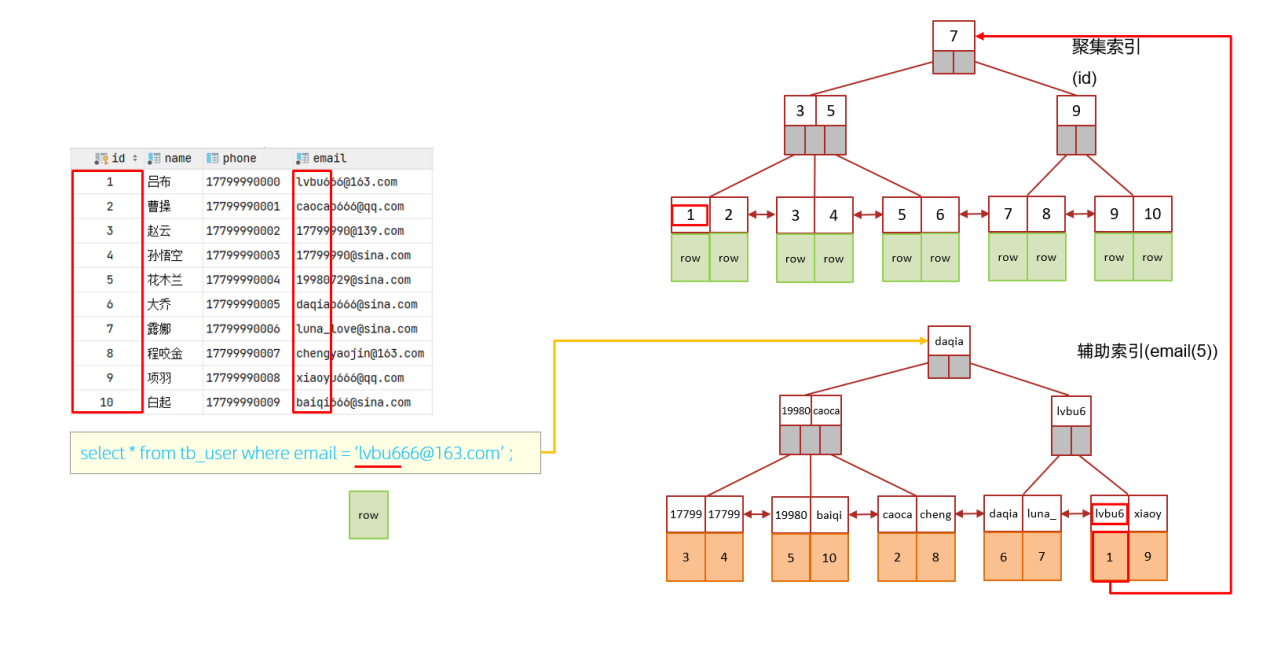 id name phone email
1 吕布 17799990000 lvbu666@163.com
2 曹操 17799990001 caocao666@qq.com
3 赵云 17799990002 17799990@139.com
4 孙悟空 17799990003 17799990@sina.com
5 花木兰 17799990004 19980729@sina.com
6 大乔 17799990005 daqiao666@sina.com
7 露娜 17799990006 luna_love@sina.com
8 程咬金 17799990007 chengyaojin@163.com
9 项羽 17799990008 xiaoyu666@qq.com
10 白起 17799990009 baiqi666@sina.com
select * from tb_user where email = ‘lvbu666@163.com’ ;
row
7
聚集索引
(id)
3 5 9
1 2 3 4 5 6 7 8 9 10
row row row row row row row row row row
daqia
辅助索引(email(5))
19980 caoca lvbu6
17799 17799 19980 baiqi caoca cheng daqia luna_ lvbu6 xiaoy
3 4 5 10 2 8 6 7 1 9